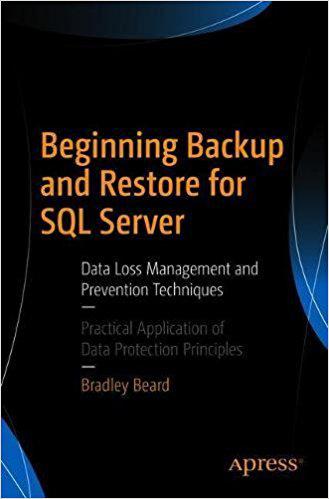 Beginning Backup
and Restore for
SQL Server
Data Loss Management and
Prevention Techniques
—
Practical Application of
Data Protection Principles
—
Bradley Beard
Apress®